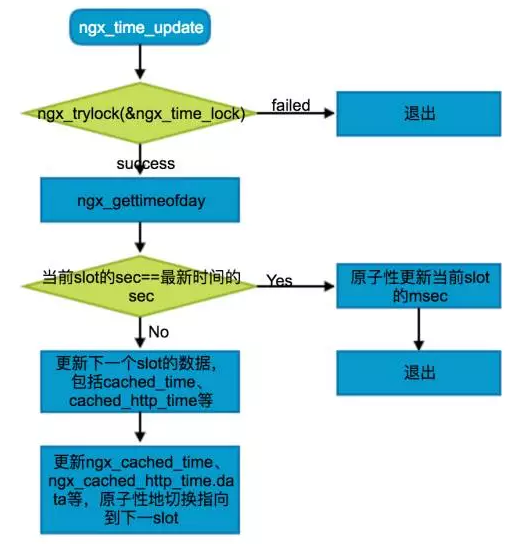 ngx_time_update
ngx_trylock(&ngx_time_lock)
failed
退出
success
ngx_gettimeofday
当前slot的sec==最新时间的
sec
Yes
原子性更新当前slot
的msec
No
退出
更新下一个slot的数据,
包括cached_time、
cached_http_time等
更新ngx_cached_time、
ngx_cached_http_time.da
ta等，原子性地切换指向
到下一slot